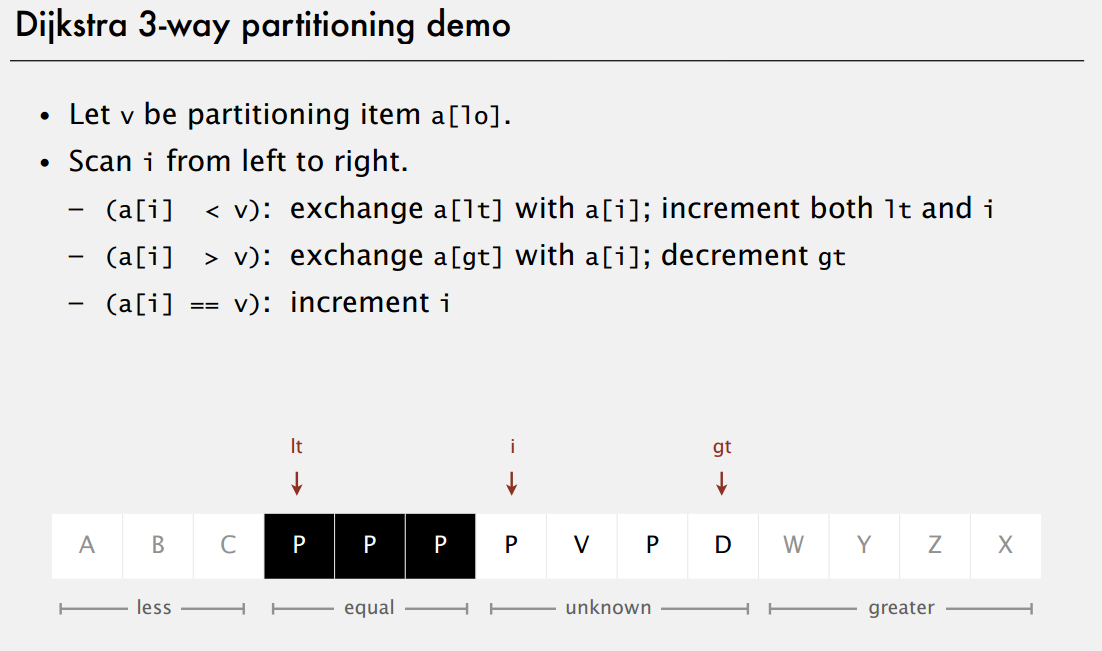 Dijkstra 3-way partitioning demo
• Let v be partitioning item a[lo].
• Scan i from left to right.
– (a[i]  < v): exchange a[lt] with a[i]; increment both lt and i
– (a[i]  > v): exchange a[gt] with a[i]; decrement gt
– (a[i] == v): increment i
lt i gt
A B C P P P P V P D W Y Z X
less equal unknown greater